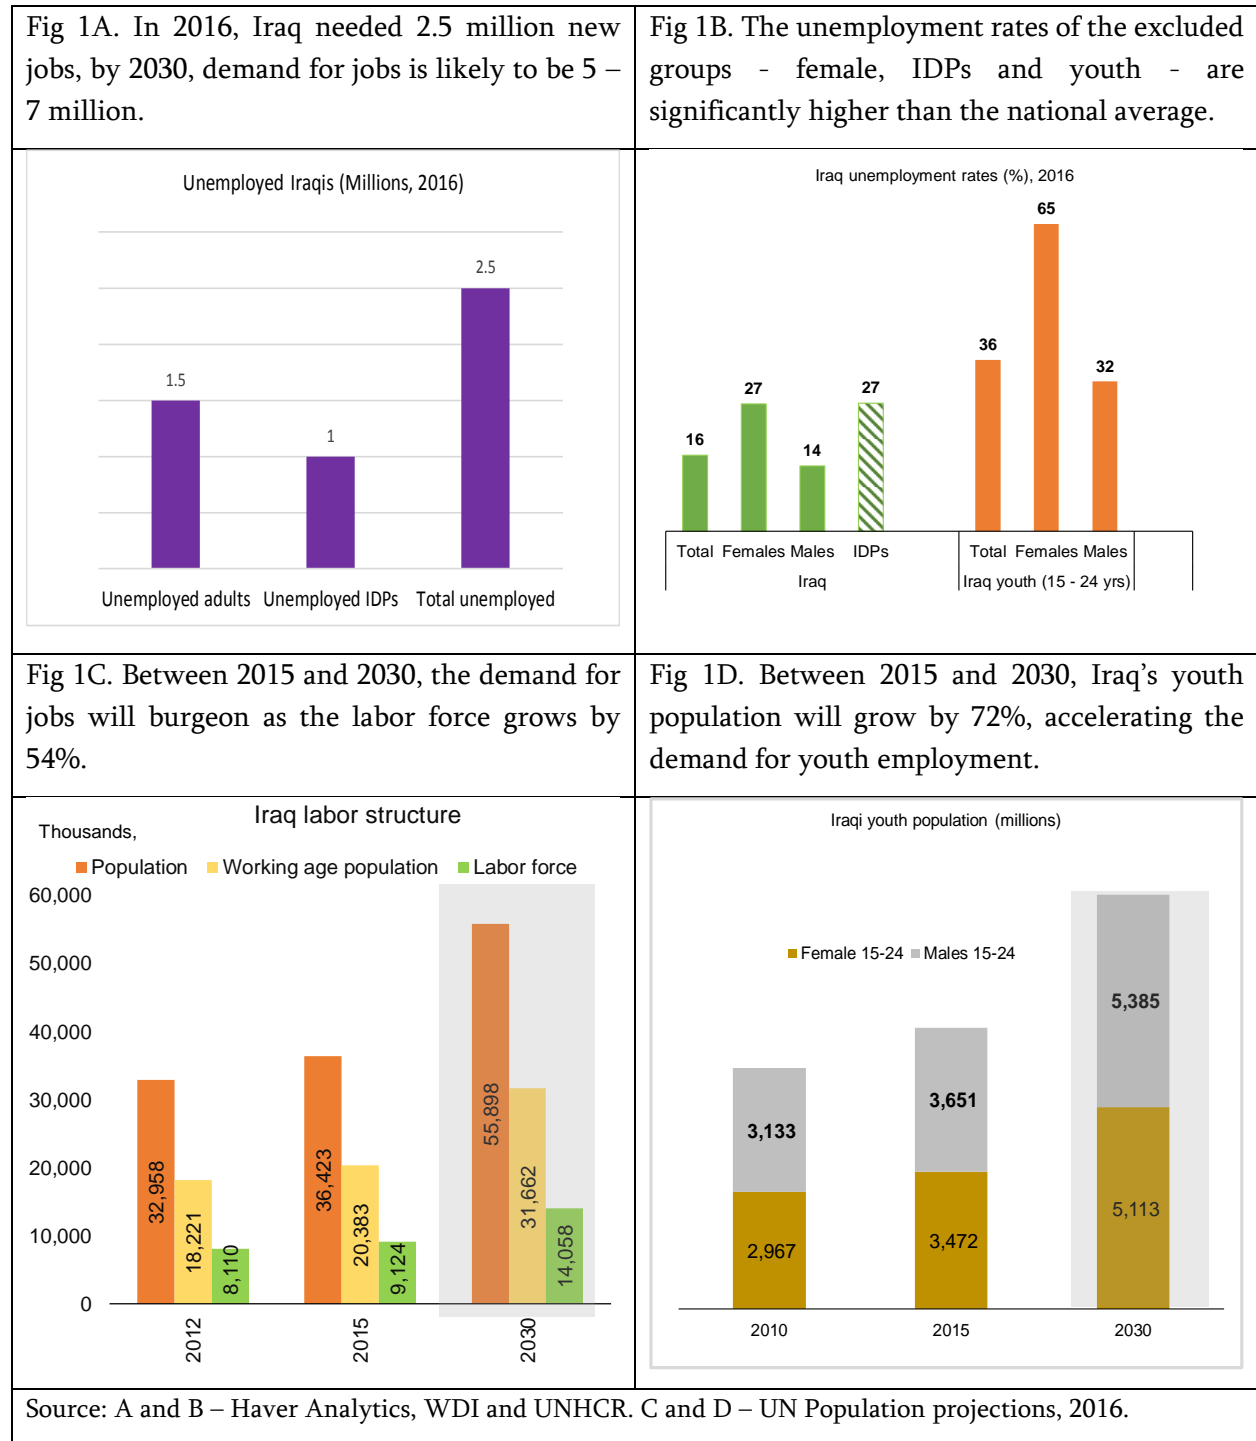 Fig 1A. In 2016, Iraq needed 2.5 million new
jobs, by 2030, demand for jobs is likely to be 5 –
7 million.
Fig 1B. The unemployment rates of the excluded
groups - female, IDPs and youth - are
significantly higher than the national average.
Unemployed Iraqis (Millions, 2016)
2.5
1.5
1
Unemployed adults Unemployed IDPs Total unemployed
Iraq unemployment rates (%), 2016
65
36
32
27
27
16
14
Total Females Males IDPs
Total Females Males
Iraq
Iraq youth (15 - 24 yrs)
Fig 1C. Between 2015 and 2030, the demand for
jobs will burgeon as the labor force grows by
54%.
Fig 1D. Between 2015 and 2030, Iraq’s youth
population will grow by 72%, accelerating the
demand for youth employment.
Iraq labor structure
Thousands,
Population Working age population Labor force
60,000
50,000
40,000
30,000
20,000
10,000
0
32,958
18,221
8,110
36,423
20,383
9,124
55,898
31,662
14,058
2012
2015
2030
Iraqi youth population (millions)
Female 15-24 Males 15-24
3,133
2,967
3,651
3,472
5,385
5,113
2010
2015
2030
Source: A and B – Haver Analytics, WDI and UNHCR. C and D – UN Population projections, 2016.